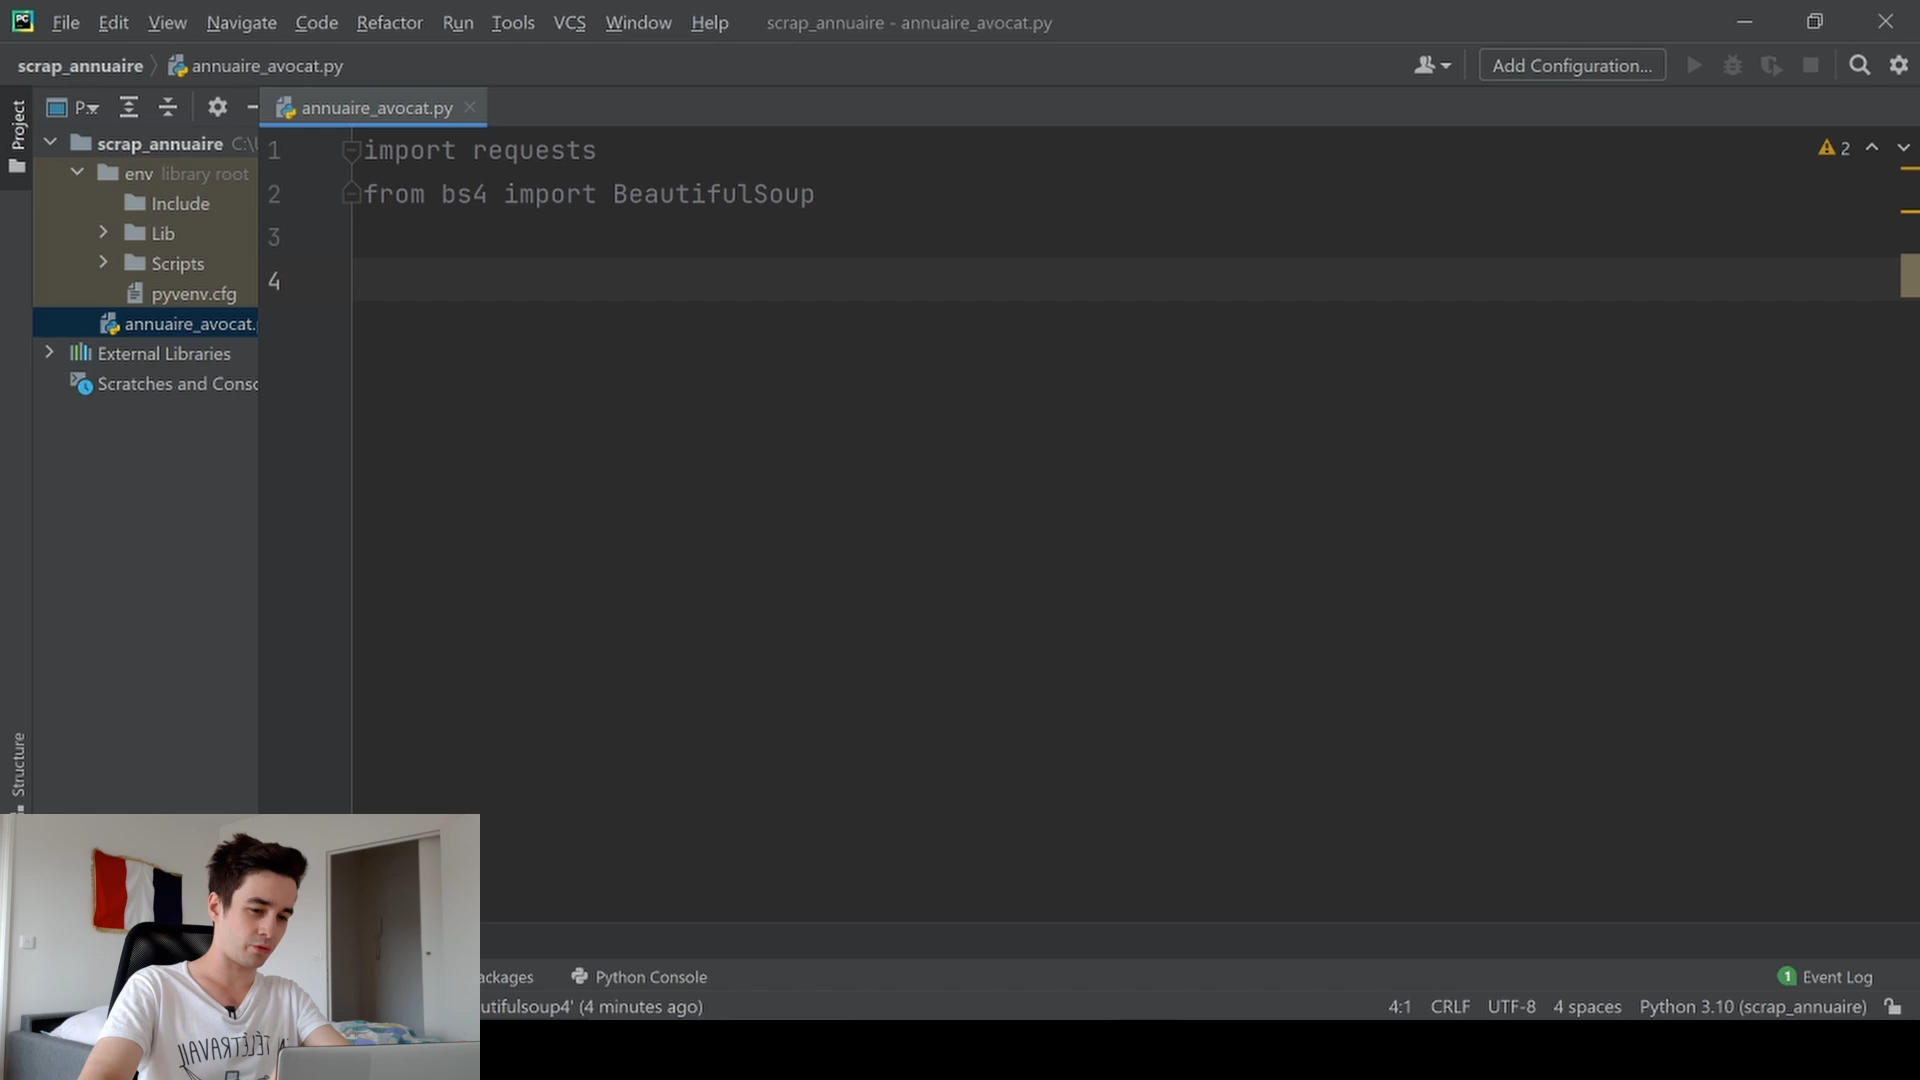 PC File Edit View Navigate Code Refactor Run Tools VCS Window Help scrap_annuaire - annuaire_avocat.py
scrap_annuaire annuaire_avocat.py Add Configuration...
Project
P..
annuaire_avocat.py
scrap_annuaire C:\
env library root
Include
Lib
Scripts
pyvenv.cfg
annuaire_avocat.
External Libraries
Scratches and Consc
1 import requests
2 from bs4 import BeautifulSoup
3
4
2
Structure
ackages Python Console 1 Event Log
utifulsoup4' (4 minutes ago) 4:1 CRLF UTF-8 4 spaces Python 3.10 (scrap_annuaire)
TÉLÉTRAVAIL